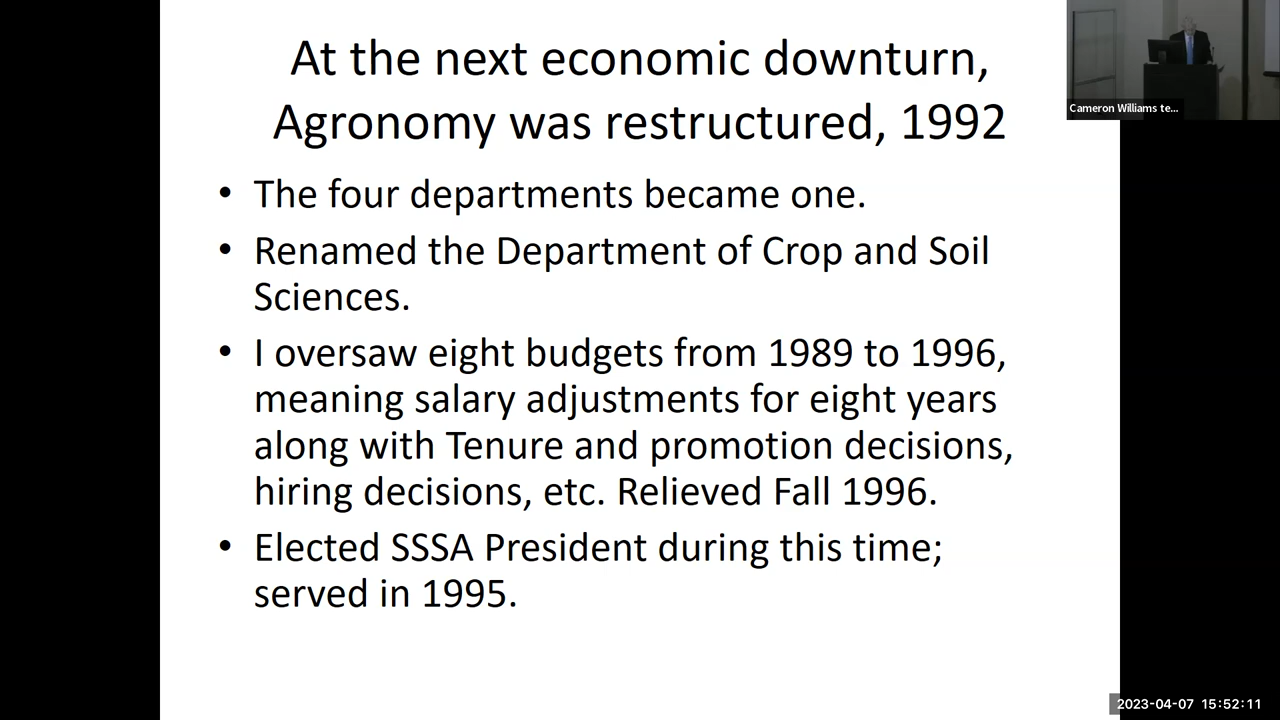 At the next economic downturn,
Agronomy was restructured, 1992
Cameron Williams te...
• The four departments became one.
• Renamed the Department of Crop and Soil
Sciences.
• I oversaw eight budgets from 1989 to 1996,
meaning salary adjustments for eight years
along with Tenure and promotion decisions,
hiring decisions, etc. Relieved Fall 1996.
• Elected SSSA President during this time;
served in 1995.
2023-04-07 15:52:11